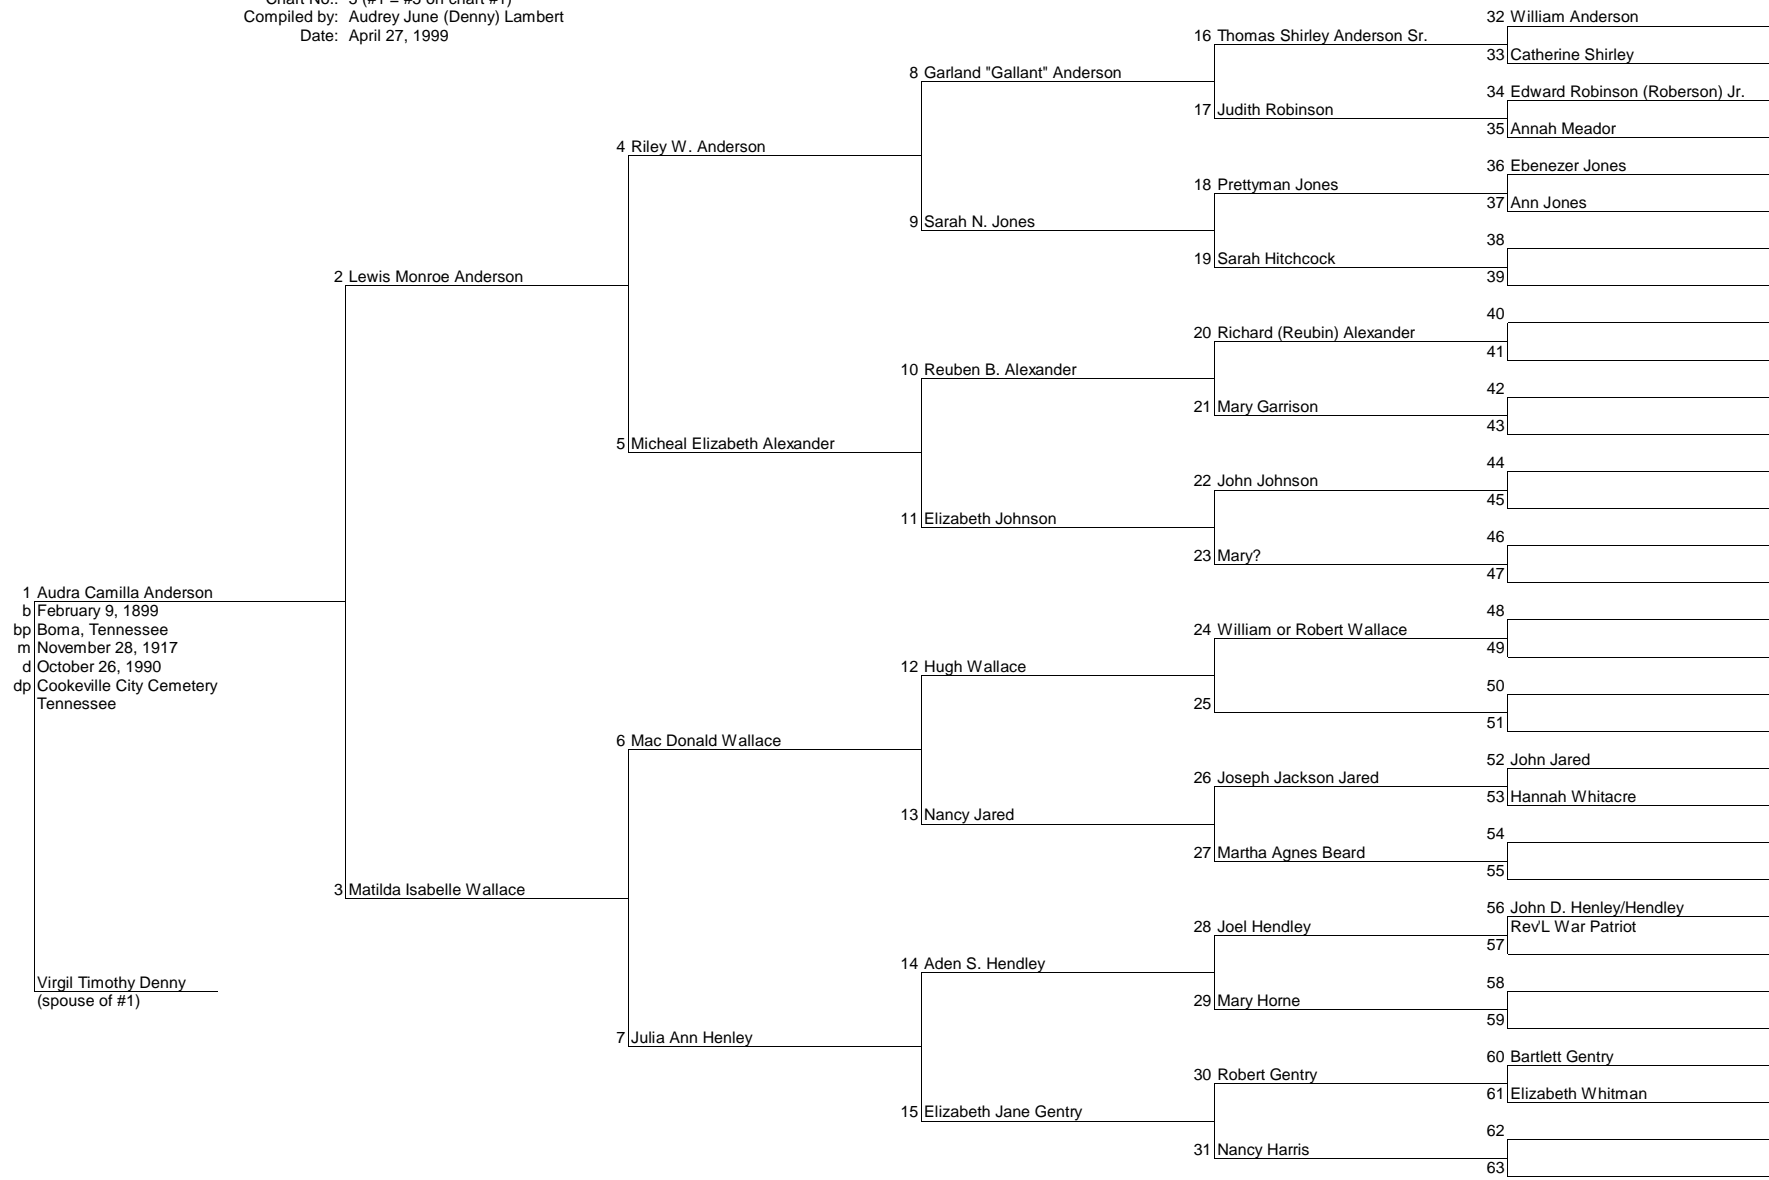 Chart No.: 5 (#1 = #5 on chart #1)
Compiled by: Audrey June (Denny) Lambert
Date: April 27, 1999
1 Audra Camilla Anderson
b February 9, 1899
bp Boma, Tennessee
m November 28, 1917
d October 26, 1990
dp Cookeville City Cemetery
Tennessee
Virgil Timothy Denny
(spouse of #1)
2 Lewis Monroe Anderson
3 Matilda Isabelle Wallace
4 Riley W. Anderson
5 Micheal Elizabeth Alexander
6 Mac Donald Wallace
7 Julia Ann Henley
8 Garland "Gallant" Anderson
9 Sarah N. Jones
10 Reuben B. Alexander
11 Elizabeth Johnson
12 Hugh Wallace
13 Nancy Jared
14 Aden S. Hendley
15 Elizabeth Jane Gentry
16 Thomas Shirley Anderson Sr.
17 Judith Robinson
18 Prettyman Jones
19 Sarah Hitchcock
20 Richard (Reubin) Alexander
21 Mary Garrison
22 John Johnson
23 Mary?
24 William or Robert Wallace
25
26 Joseph Jackson Jared
27 Martha Agnes Beard
28 Joel Hendley
29 Mary Horne
30 Robert Gentry
31 Nancy Harris
32 William Anderson
33 Catherine Shirley
34 Edward Robinson (Roberson) Jr.
35 Annah Meador
36 Ebenezer Jones
37 Ann Jones
38
39
40
41
42
43
44
45
46
47
48
49
50
51
52 John Jared
53 Hannah Whitacre
54
55
56 John D. Henley/Hendley
Rev'L War Patriot
57
58
59
60 Bartlett Gentry
61 Elizabeth Whitman
62
63